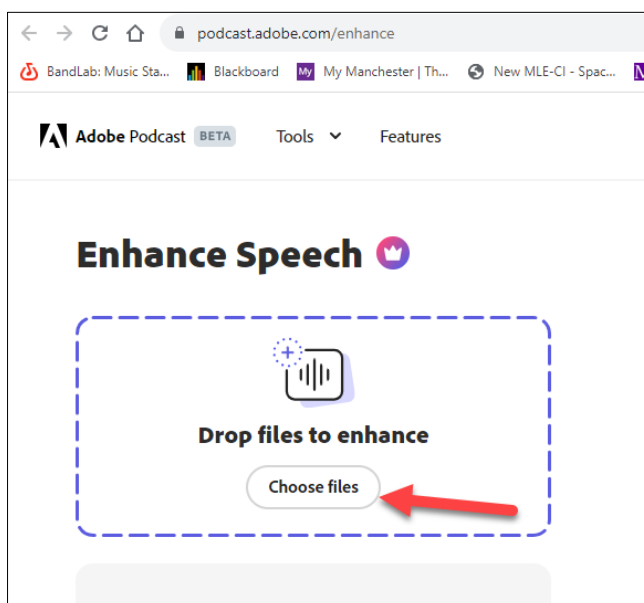 podcast.adobe.com/enhance
BandLab: Music Sta... Blackboard My My Manchester | Th... New MLE-CI - Spac... N
Adobe Podcast BETA Tools Features
Enhance Speech
Drop files to enhance
Choose files